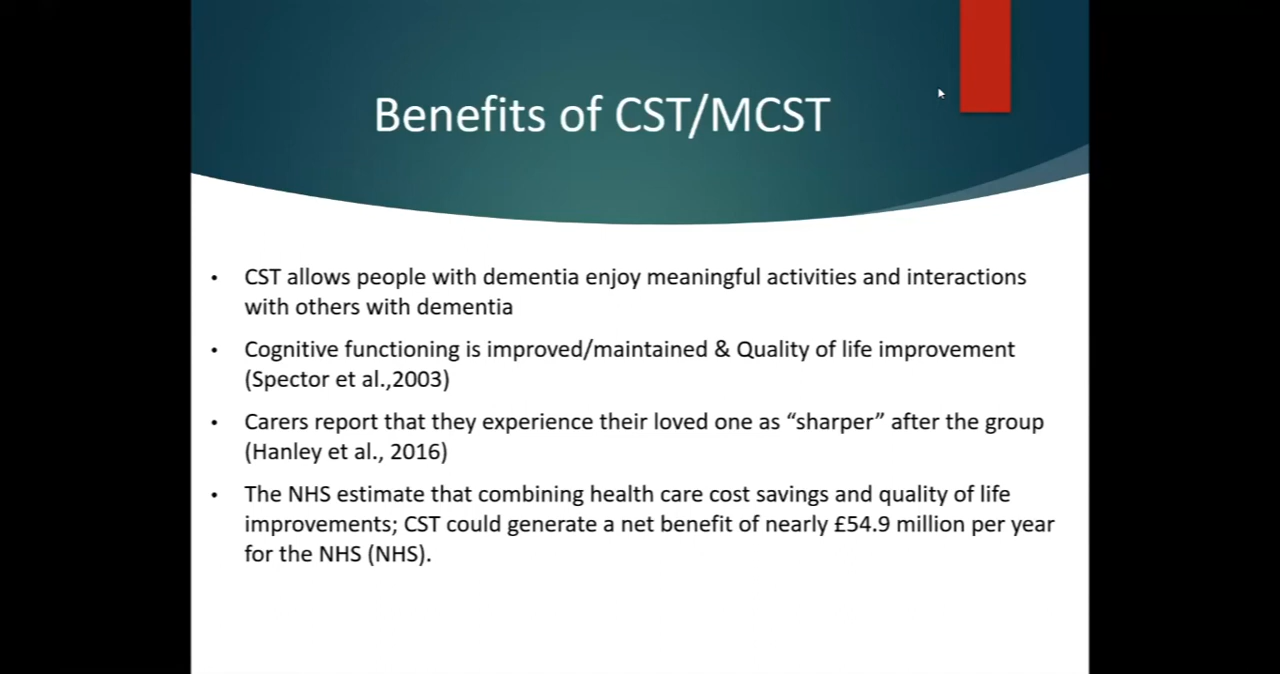 Benefits of CST/MCST
• CST allows people with dementia enjoy meaningful activities and interactions
with others with dementia
• Cognitive functioning is improved/maintained & Quality of life improvement
(Spector et al.,2003)
• Carers report that they experience their loved one as “sharper” after the group
(Hanley et al., 2016)
• The NHS estimate that combining health care cost savings and quality of life
improvements; CST could generate a net benefit of nearly £54.9 million per year
for the NHS (NHS).